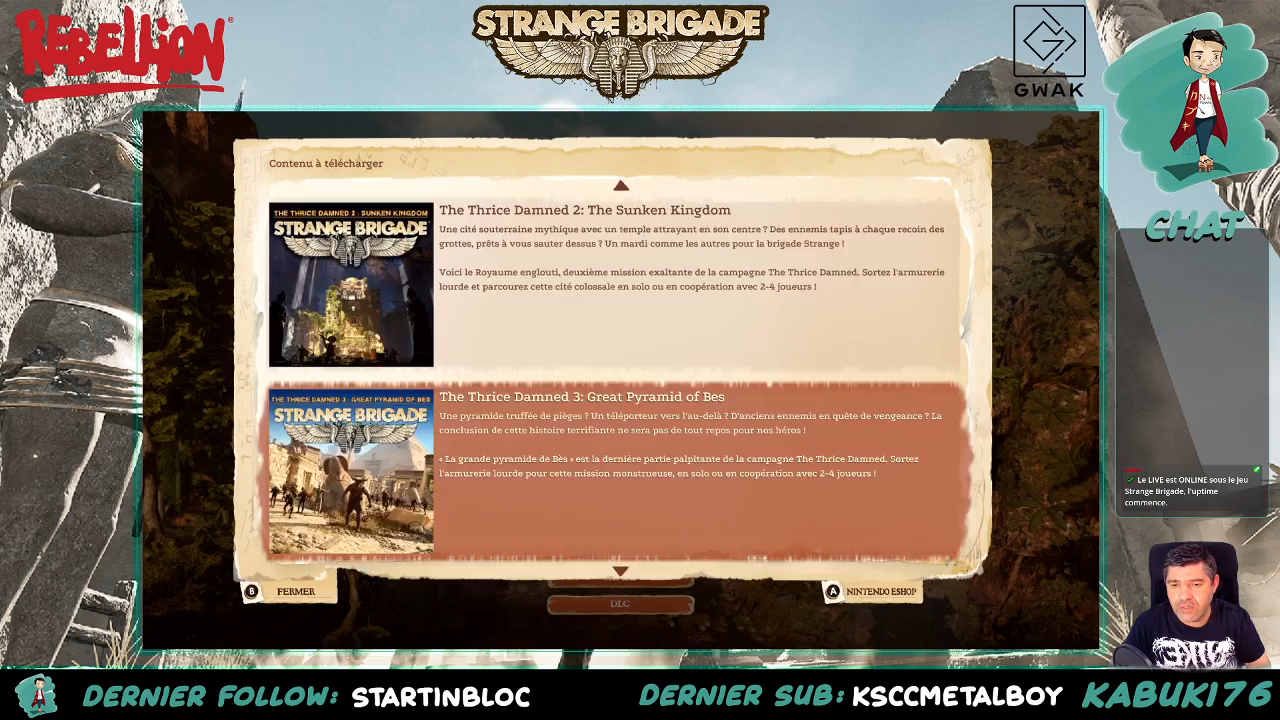 REBELLION
STRANGE BRIGADE
GWAK
CHAT
Contenu à télécharger
THE THRICE DAMNED 2 : SUNKEN KINGDOM
STRANGE BRIGADE
The Thrice Damned 2: The Sunken Kingdom
Une cité souterraine mythique avec un temple attrayant en son centre ? Des ennemis tapis à chaque recoin des
grottes, prêts à vous sauter dessus ? Un mardi comme les autres pour la brigade Strange !
Voici le Royaume englouti, deuxième mission exaltante de la campagne The Thrice Damned. Sortez l'armurerie
lourde et parcourez cette cité colossale en solo ou en coopération avec 2-4 joueurs !
THE THRICE DAMNED 3: GREAT PYRAMID OF BES
STRANGE BRIGADE
The Thrice Damned 3: Great Pyramid of Bes
Une pyramide truffée de pièges ? Un téléporteur vers l'au-delà ? D'anciens ennemis en quête de vengeance ? La
conclusion de cette histoire terrifiante ne sera pas de tout repos pour nos héros !
« La grande pyramide de Bès » est la dernière partie palpitante de la campagne The Thrice Damned. Sortez
l'armurerie lourde pour cette mission monstrueuse, en solo ou en coopération avec 2-4 joueurs !
B FERMER
DLC
A NINTENDO ESHOP
Le LIVE est ONLINE sous le jeu
Strange Brigade, l'uptime
commence.
DERNIER FOLLOW: STARTINBLOC
DERNIER SUB: KSCCMETALBOY
KABUKI76